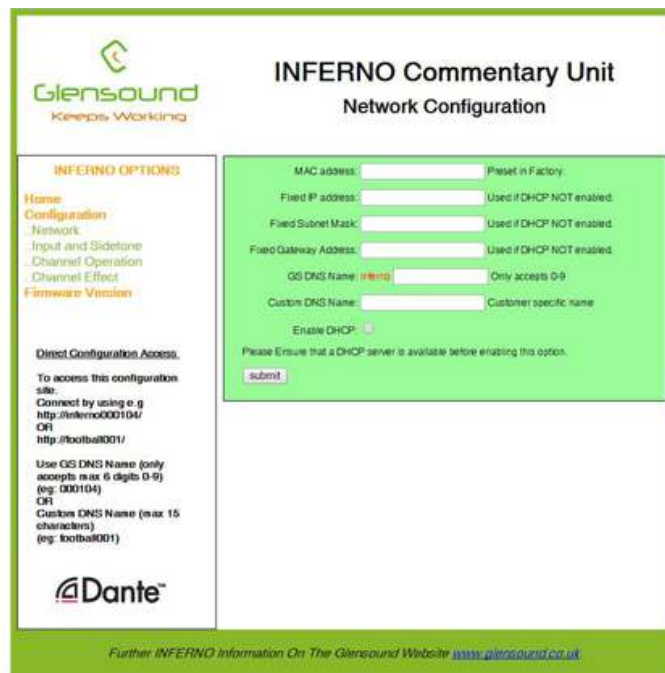 Glensound
Keeps Working
INFERNO Commentary Unit
Network Configuration
INFERNO OPTIONS
Home
Configuration
..Network
..Input and Sidetone
..Channel Operation
..Channel Effect
Firmware Version
Direct Configuration Access.
To access this configuration
site.
Connect by using e.g
http://inferno000104/
OR
http://football001/
Use GS DNS Name (only
accepts max 6 digits 0-9)
(eg: 000104)
OR
Custom DNS Name (max 15
characters)
(eg: football001)
Dante™
MAC address: Preset in Factory.
Fixed IP address: Used if DHCP NOT enabled.
Fixed Subnet Mask: Used if DHCP NOT enabled.
Fixed Gateway Address: Used if DHCP NOT enabled.
GS DNS Name: inferno Only accepts 0-9
Custom DNS Name: Customer specific name
Enable DHCP:
Please Ensure that a DHCP server is available before enabling this option.
submit
Further INFERNO Information On The Glensound Website www.glensound.co.uk